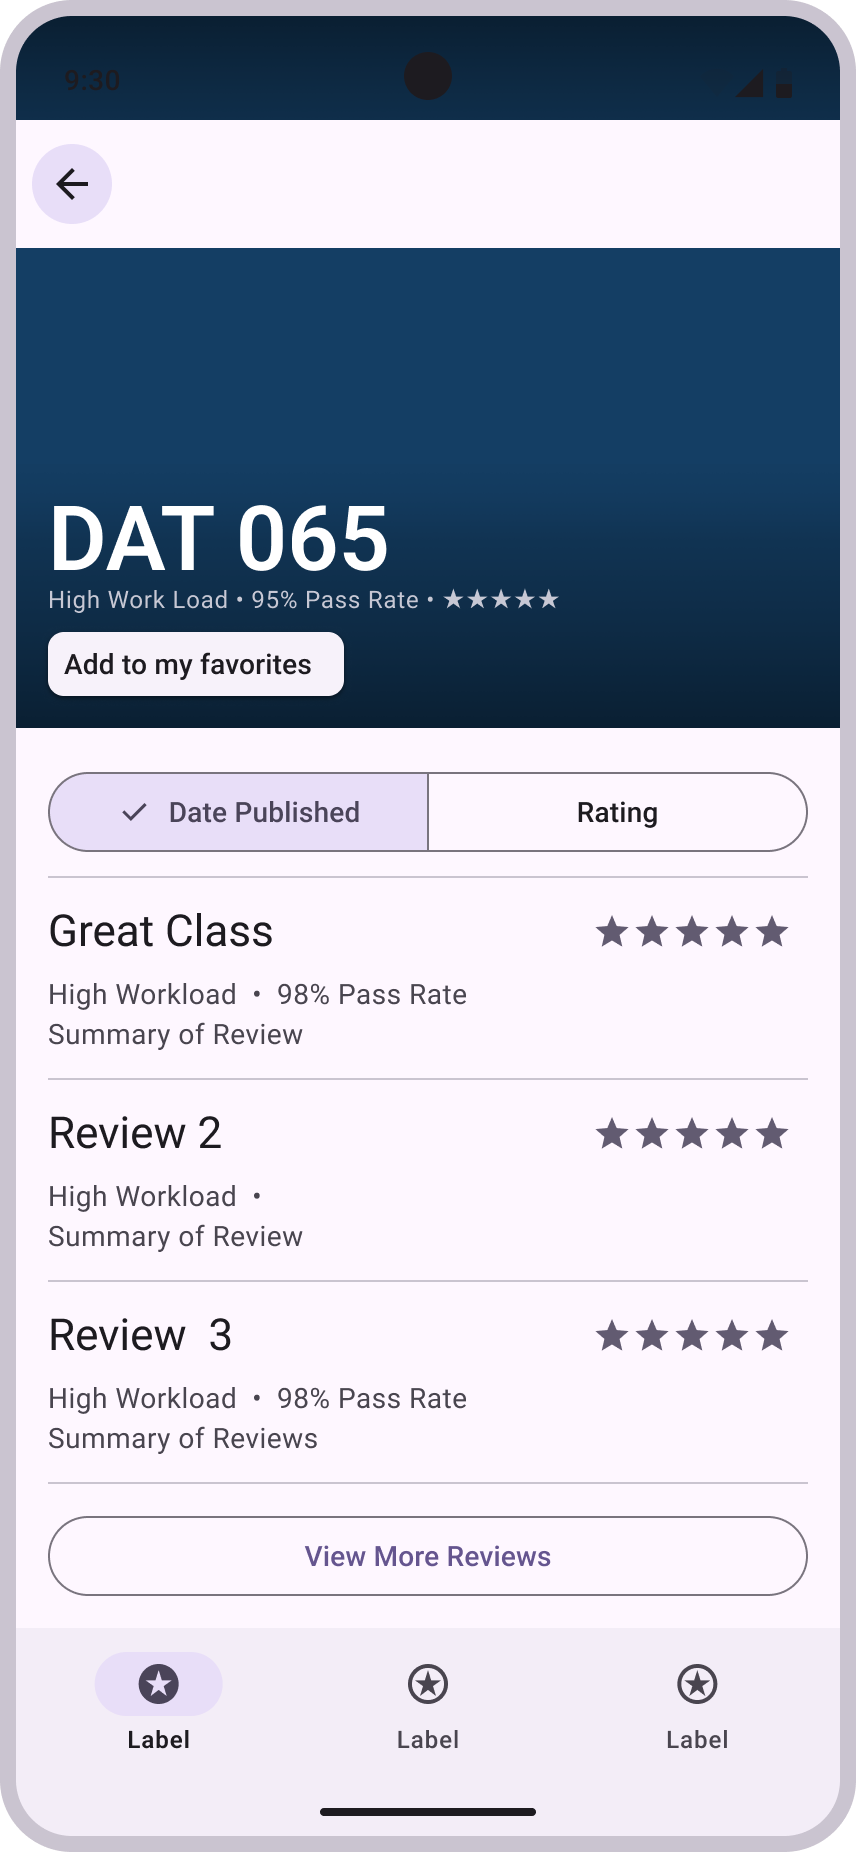 9:30
DAT 065
High Work Load • 95% Pass Rate • ★★★★★
Add to my favorites
Date Published
Rating
Great Class
High Workload • 98% Pass Rate
Summary of Review
Review 2
High Workload •
Summary of Review
Review 3
High Workload • 98% Pass Rate
Summary of Reviews
View More Reviews
Label
Label
Label